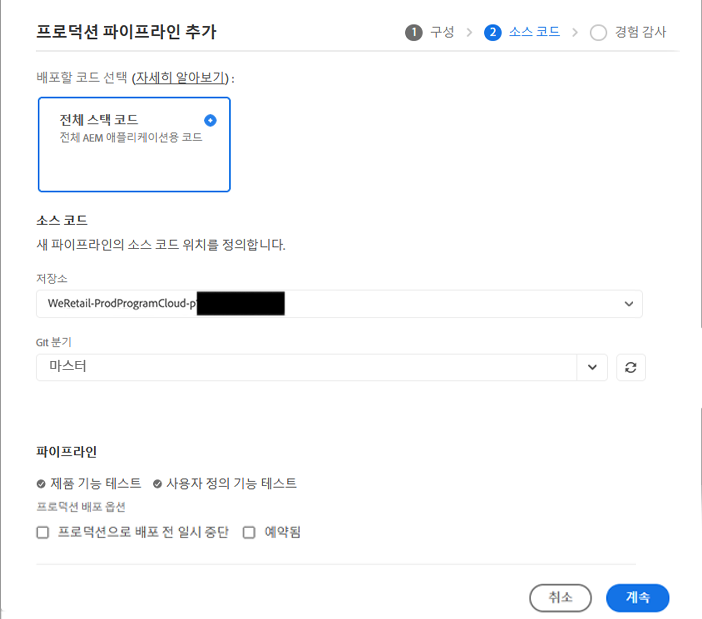 프로덕션 파이프라인 추가
1 구성 > 2 소스 코드 > 경험 감사
배포할 코드 선택 (자세히 알아보기) :
전체 스택 코드
전체 AEM 애플리케이션용 코드
소스 코드
새 파이프라인의 소스 코드 위치를 정의합니다.
저장소
WeRetail-ProdProgramCloud-p
Git 분기
마스터
파이프라인
제품 기능 테스트 사용자 정의 기능 테스트
프로덕션 배포 옵션
프로덕션으로 배포 전 일시 중단 예약됨
취소 계속